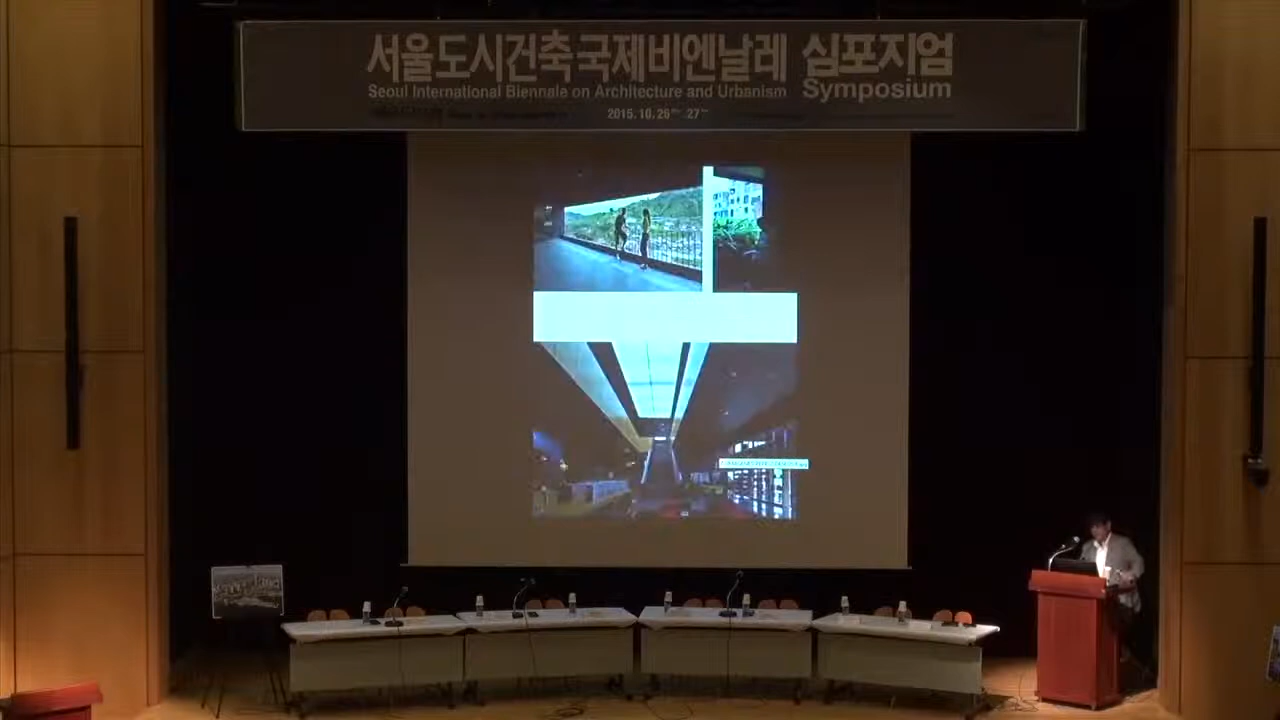 서울도시건축국제비엔날레 심포지엄
Seoul International Biennale on Architecture and Urbanism Symposium
2015.10.26 27